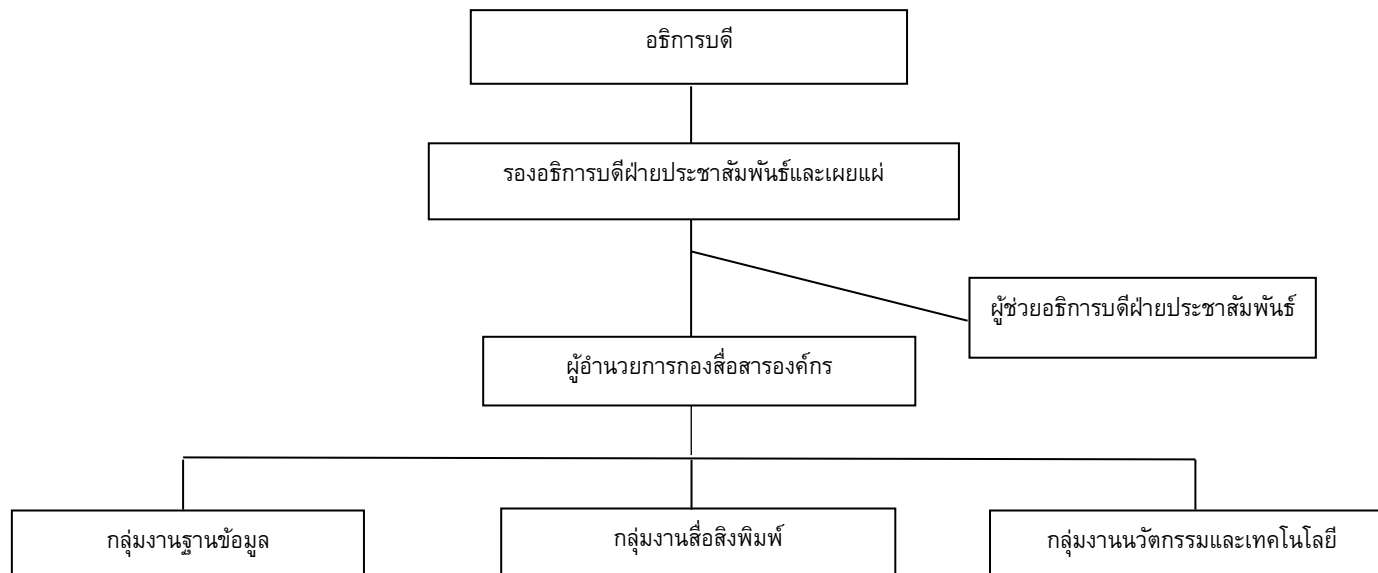 อธิการบดี
รองอธิการบดีฝ่ายประชาสัมพันธ์และเผยแผ่
ผู้ช่วยอธิการบดีฝ่ายประชาสัมพันธ์
ผู้อำนวยการกองสื่อสารองค์กร
กลุ่มงานฐานข้อมูล
กลุ่มงานสื่อสิงพิมพ์
กลุ่มงานนวัตกรรมและเทคโนโลยี